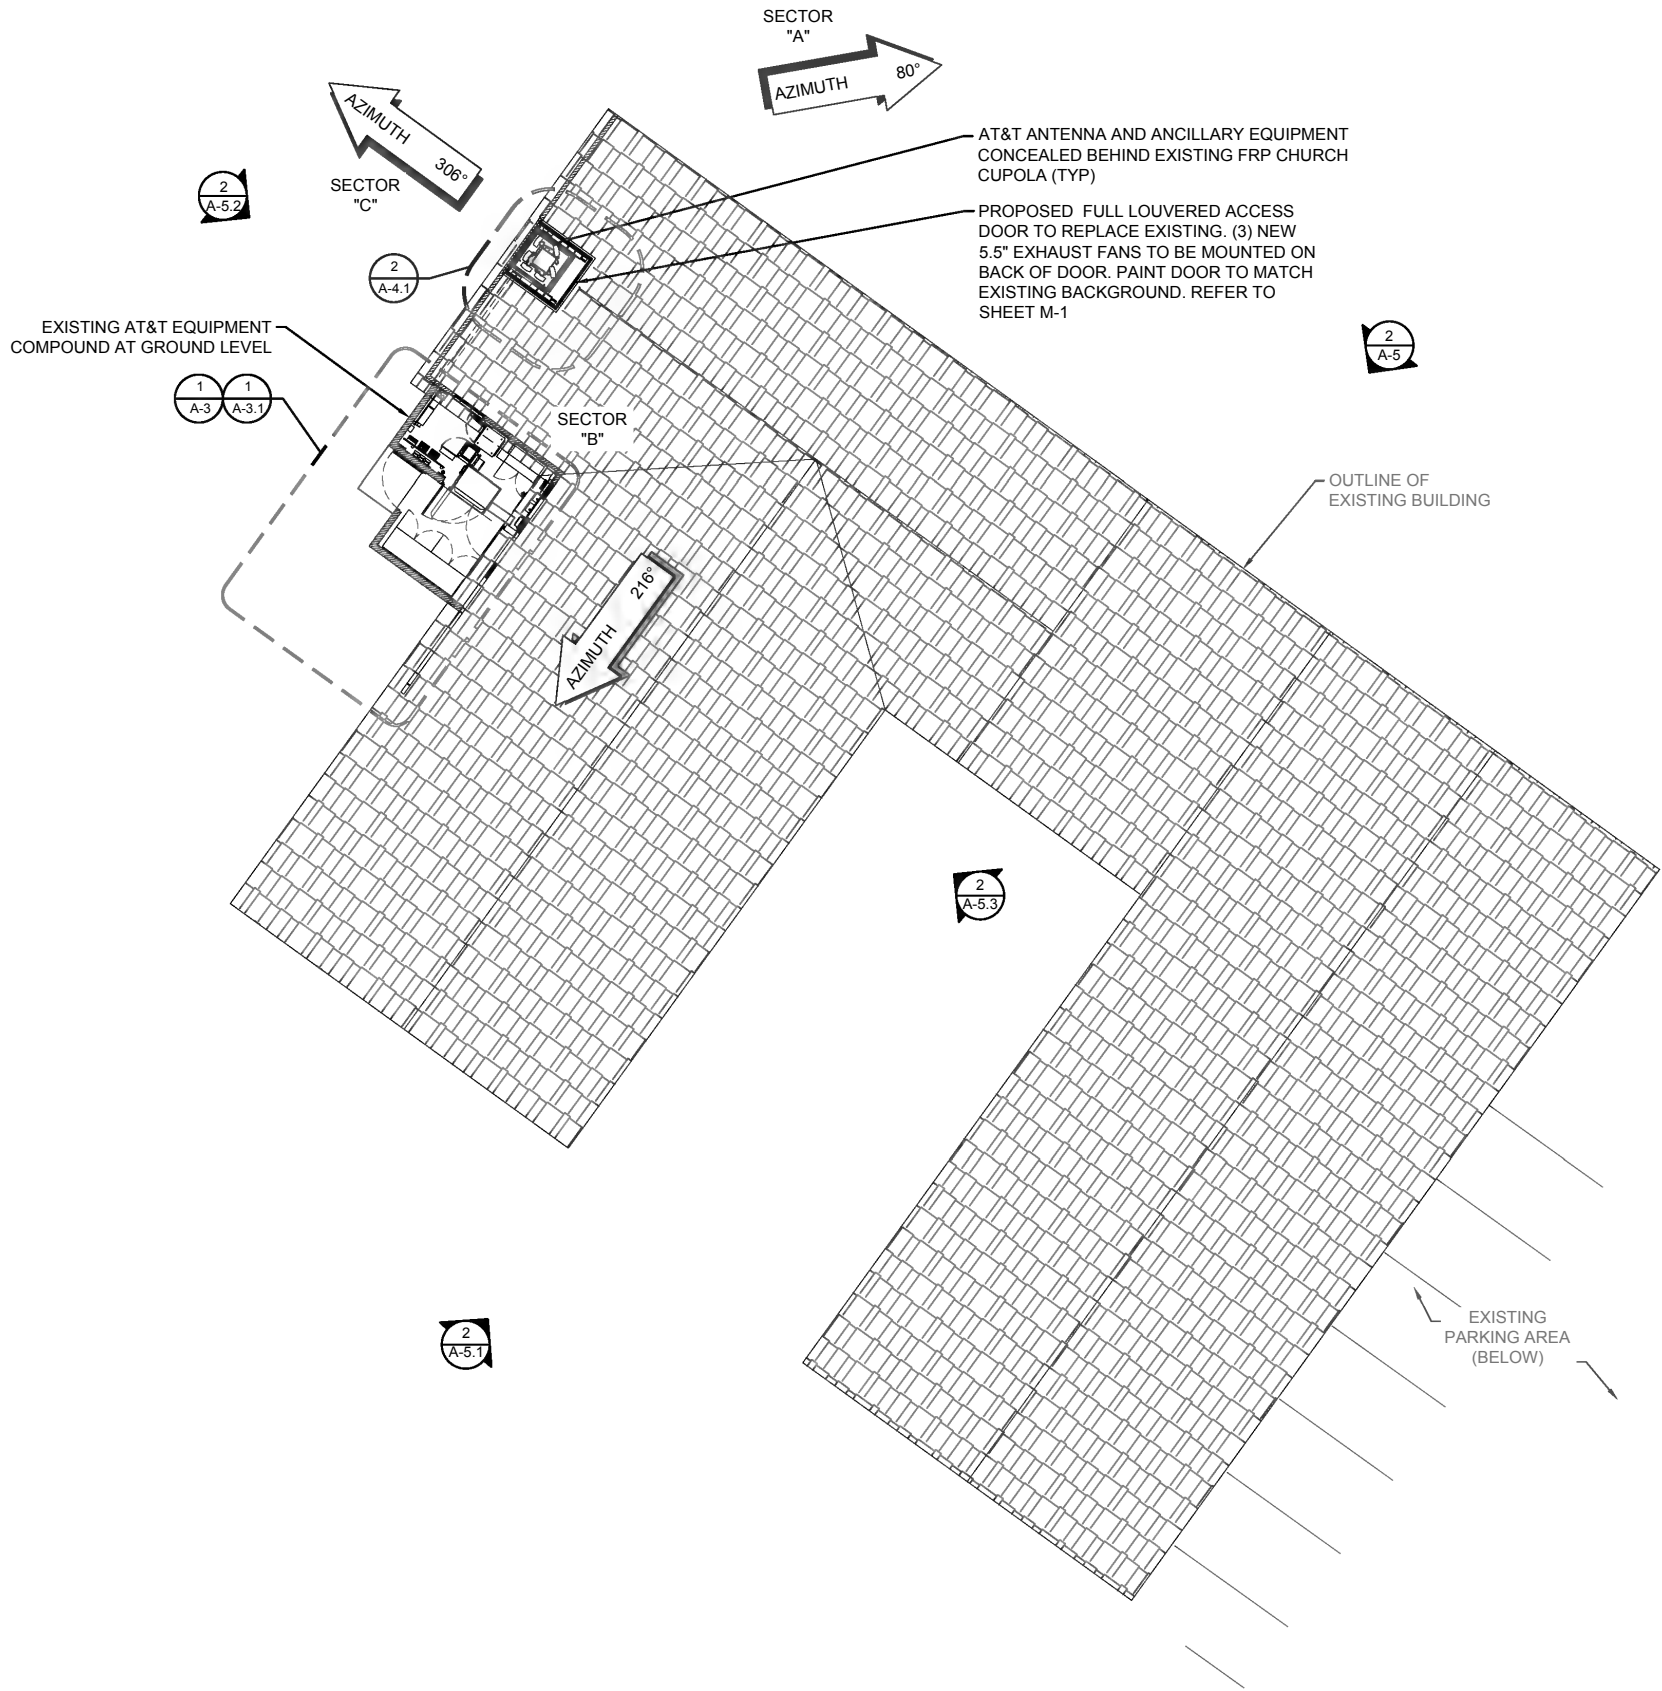 SECTOR
"A"
AZIMUTH 80°
AZIMUTH 306°
SECTOR
"C"
AT&T ANTENNA AND ANCILLARY EQUIPMENT
CONCEALED BEHIND EXISTING FRP CHURCH
CUPOLA (TYP)
2
A-5.2
PROPOSED FULL LOUVERED ACCESS
DOOR TO REPLACE EXISTING. (3) NEW
5.5" EXHAUST FANS TO BE MOUNTED ON
BACK OF DOOR. PAINT DOOR TO MATCH
EXISTING BACKGROUND. REFER TO
SHEET M-1
2
A-4.1
EXISTING AT&T EQUIPMENT
COMPOUND AT GROUND LEVEL
2
A-5
1
A-3
1
A-3.1
SECTOR
"B"
OUTLINE OF
EXISTING BUILDING
AZIMUTH 216°
2
A-5.3
2
A-5.1
EXISTING
PARKING AREA
(BELOW)